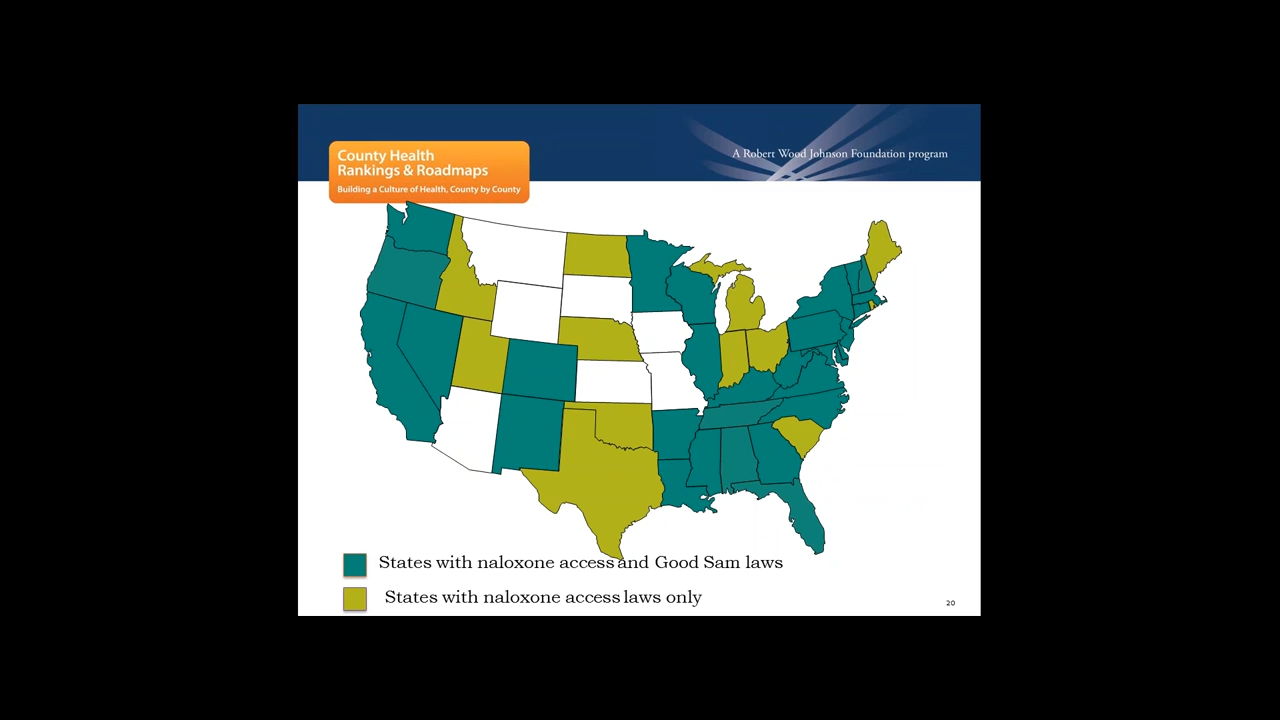 County Health
Rankings & Roadmaps
Building a Culture of Health, County by County
A Robert Wood Johnson Foundation program
States with naloxone access and Good Sam laws
States with naloxone access laws only
20